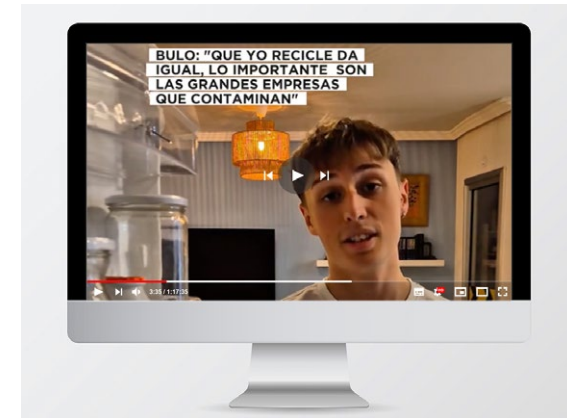 BULO: "QUE YO RECICLE DA
IGUAL, LO IMPORTANTE SON
LAS GRANDES EMPRESAS
QUE CONTAMINAN"
3:35 / 1:17:35